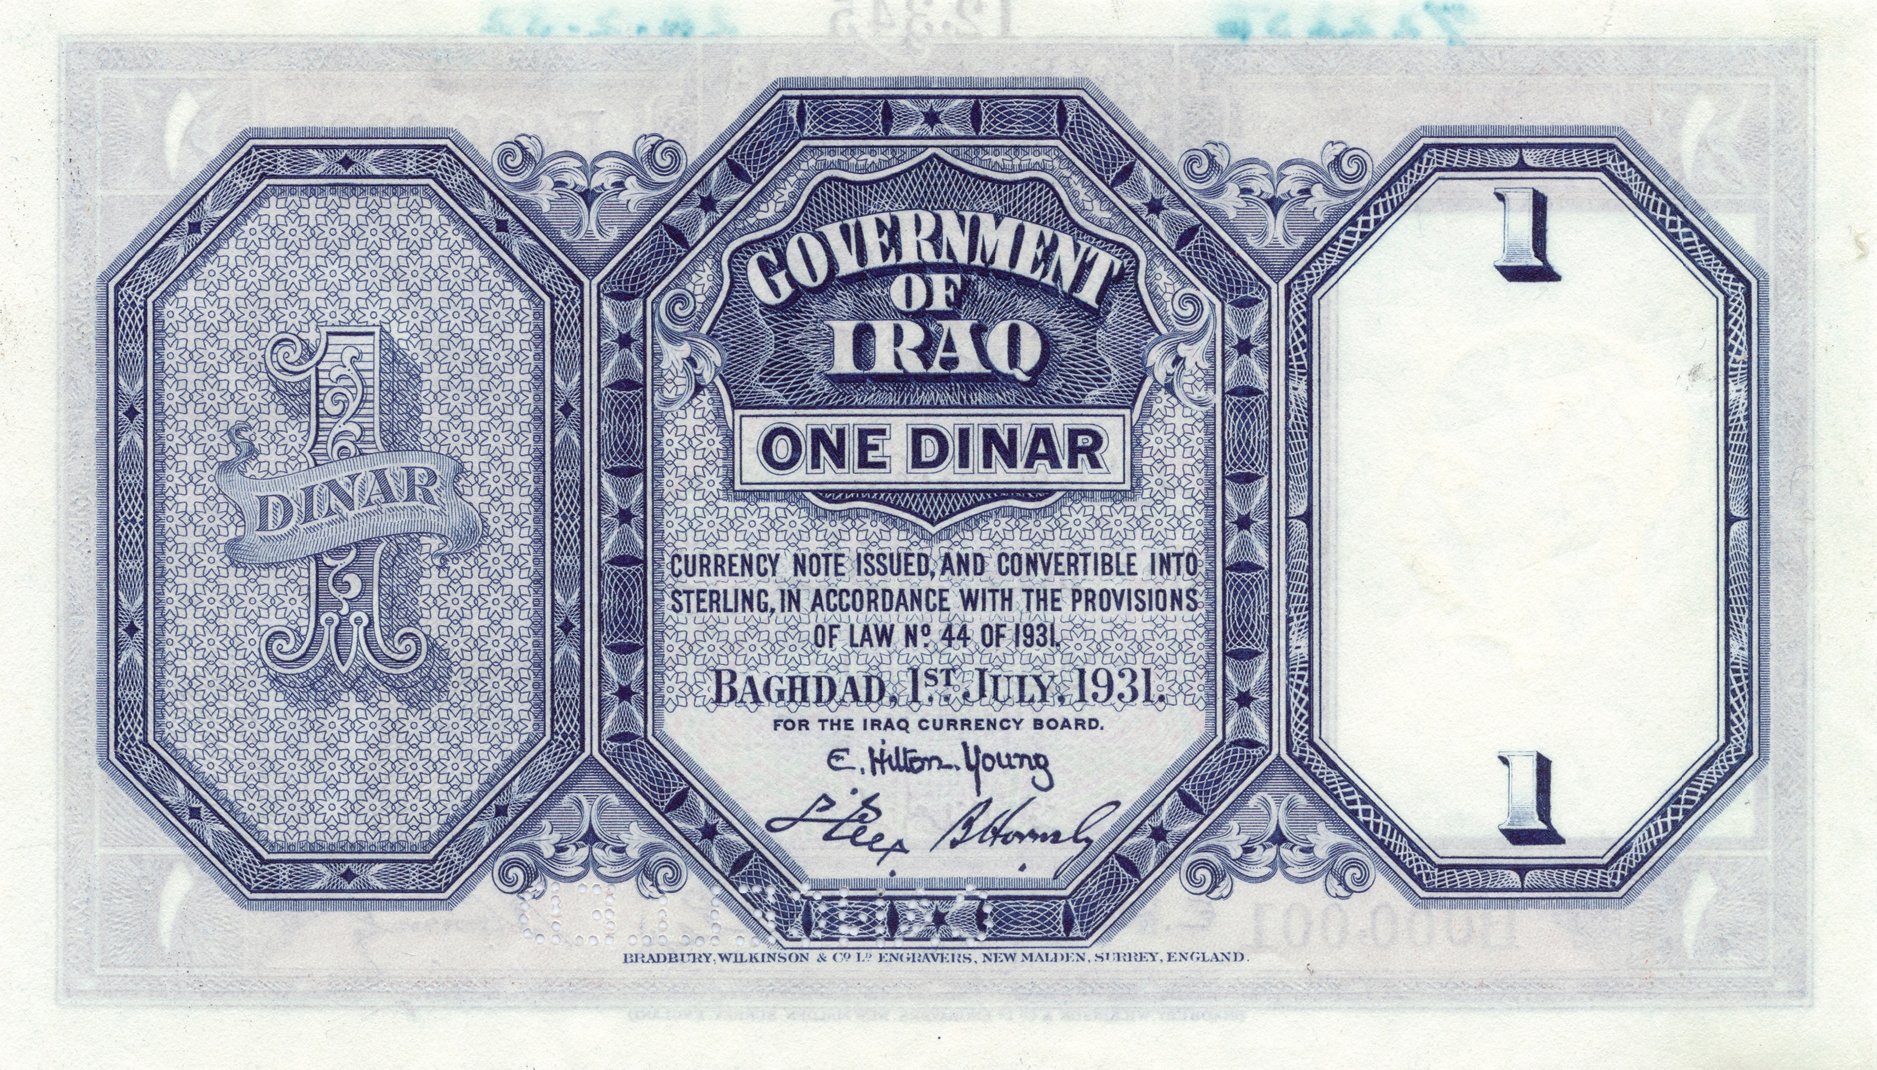 1
DINAR
GOVERNMENT
OF
IRAQ
ONE DINAR
CURRENCY NOTE ISSUED, AND CONVERTIBLE INTO
STERLING, IN ACCORDANCE WITH THE PROVISIONS
OF LAW Nº 44 OF 1931.
BAGHDAD, 1ST JULY, 1931.
FOR THE IRAQ CURRENCY BOARD.
E. Hilton Young
B Hornsby
1
1
CANCELLED
BRADBURY, WILKINSON & Cº Lᴰ ENGRAVERS, NEW MALDEN, SURREY, ENGLAND.